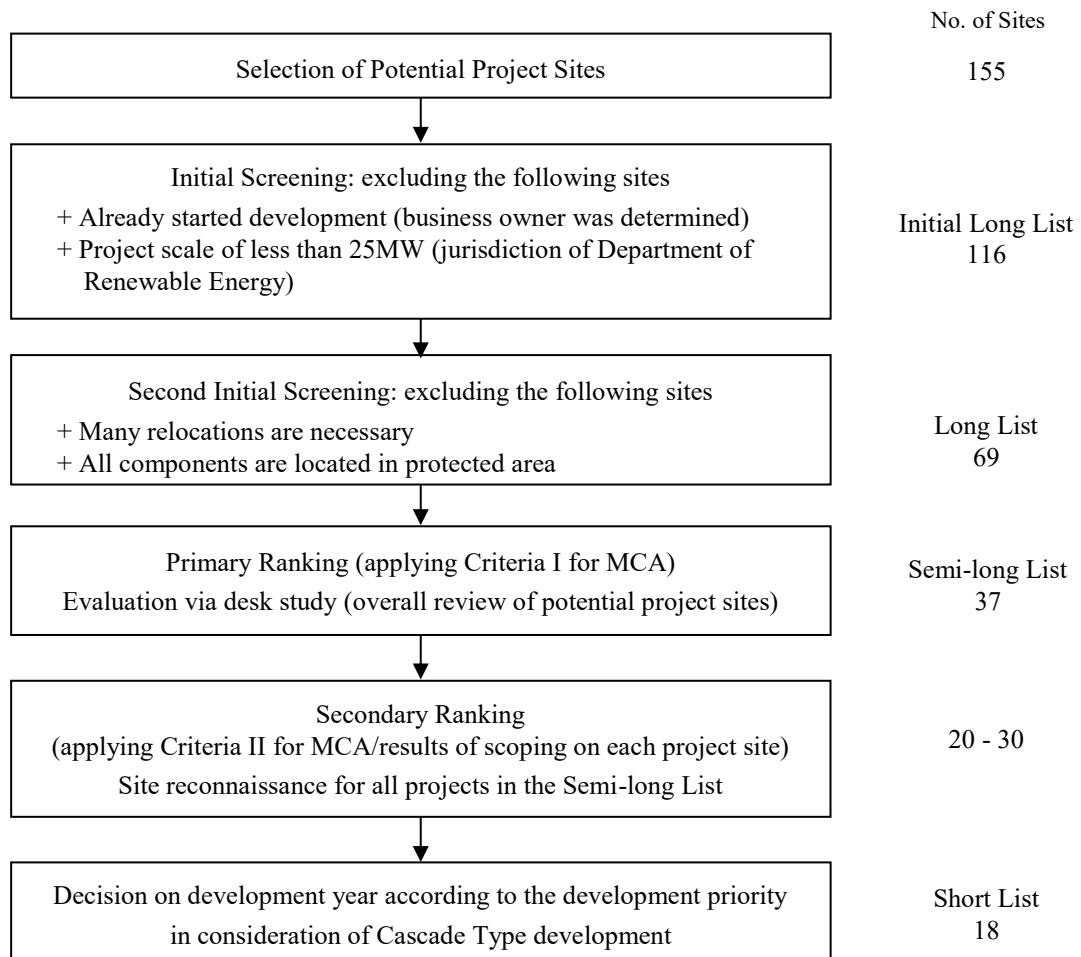 No. of Sites
Selection of Potential Project Sites
155
Initial Screening: excluding the following sites
+ Already started development (business owner was determined)
+ Project scale of less than 25MW (jurisdiction of Department of
Renewable Energy)
Initial Long List
116
Second Initial Screening: excluding the following sites
+ Many relocations are necessary
+ All components are located in protected area
Long List
69
Primary Ranking (applying Criteria I for MCA)
Evaluation via desk study (overall review of potential project sites)
Semi-long List
37
Secondary Ranking
(applying Criteria II for MCA/results of scoping on each project site)
Site reconnaissance for all projects in the Semi-long List
20 - 30
Decision on development year according to the development priority
in consideration of Cascade Type development
Short List
18